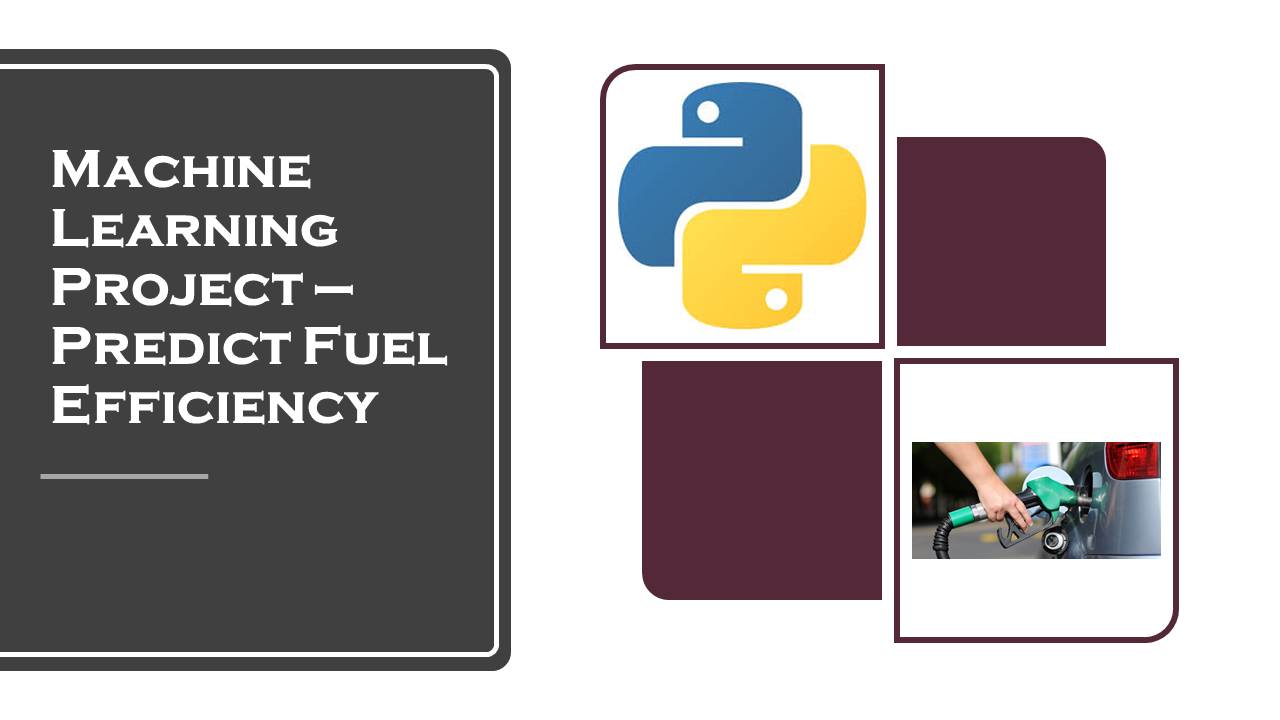 Machine
Learning
Project –
Predict Fuel
Efficiency